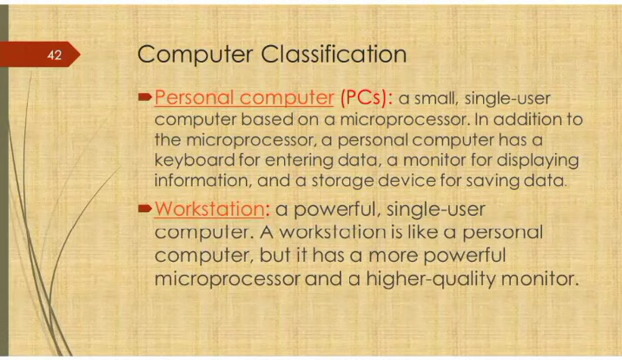 42
Computer Classification
Personal computer (PCs): a small, single-user
computer based on a microprocessor. In addition to
the microprocessor, a personal computer has a
keyboard for entering data, a monitor for displaying
information, and a storage device for saving data.
Workstation: a powerful, single-user
computer. A workstation is like a personal
computer, but it has a more powerful
microprocessor and a higher-quality monitor.